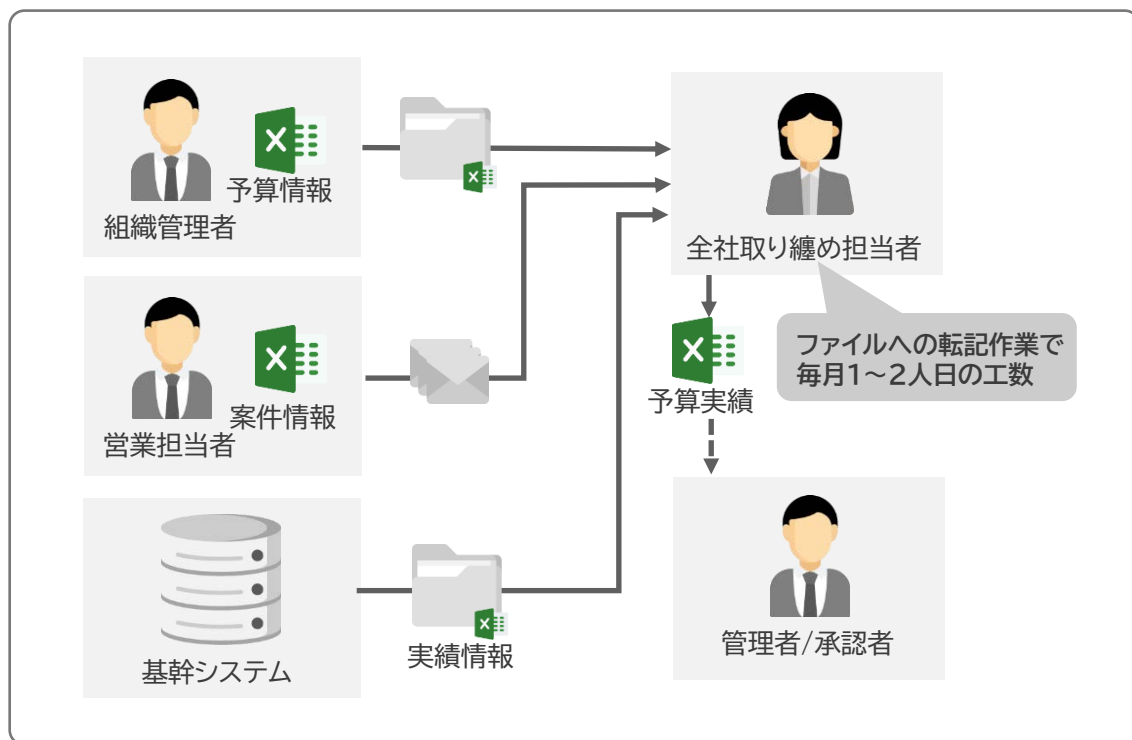 予算情報
組織管理者
案件情報
営業担当者
基幹システム
実績情報
全社取り纏め担当者
ファイルへの転記作業で
毎月1～2人日の工数
予算実績
管理者/承認者